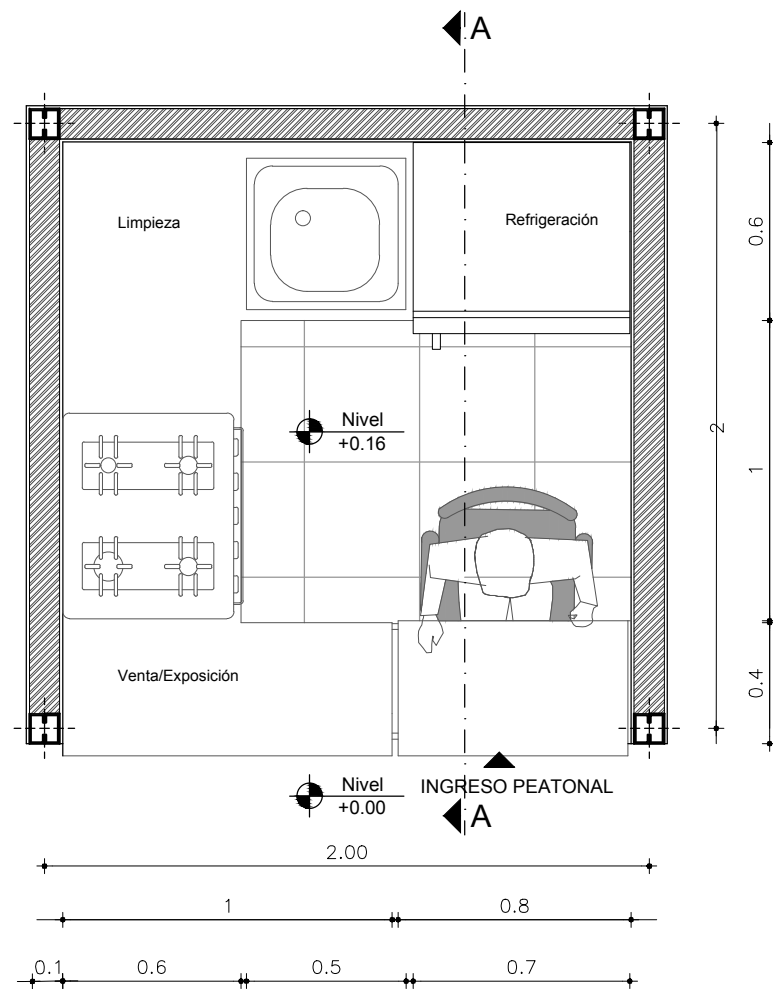 A
Limpieza
Refrigeración
0.6
Nivel
+0.16
2
1
Venta/Exposición
0.4
Nivel
+0.00
INGRESO PEATONAL
A
2.00
1
0.8
0.1
0.6
0.5
0.7